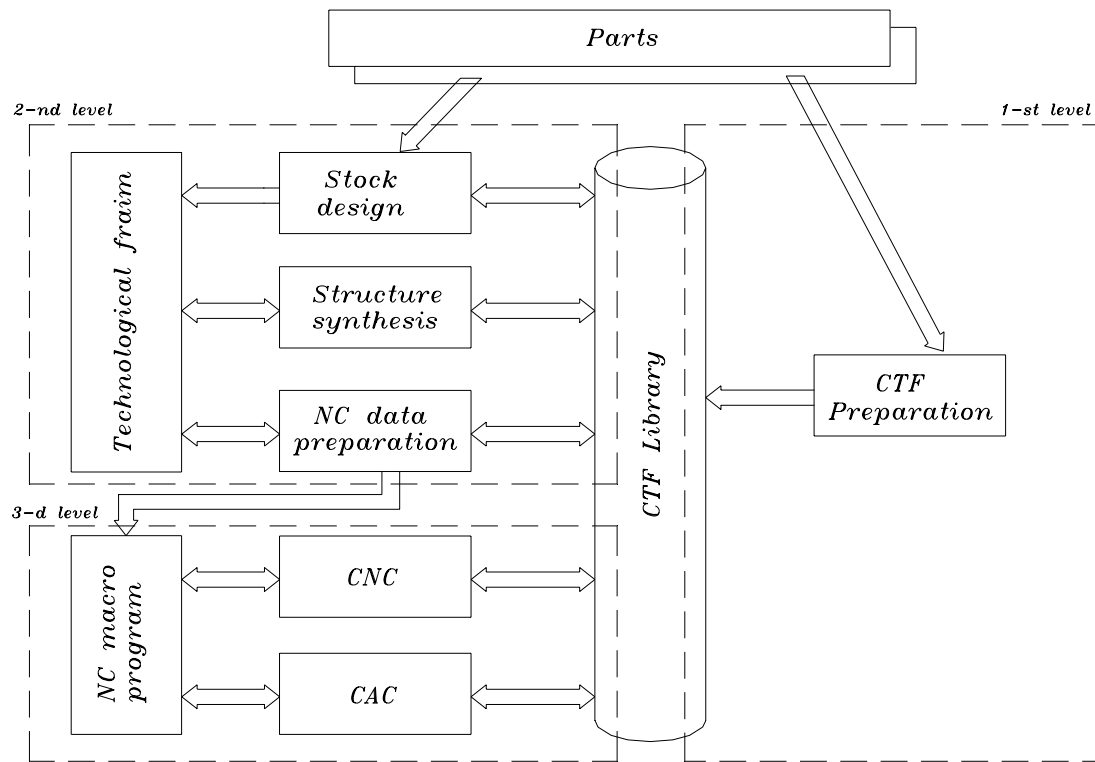 Parts
2-nd level
1-st level
Stock
design
Technological fraim
Structure
synthesis
CTF
Preparation
NC data
preparation
CTF Library
3-d level
NC macro
program
CNC
CAC